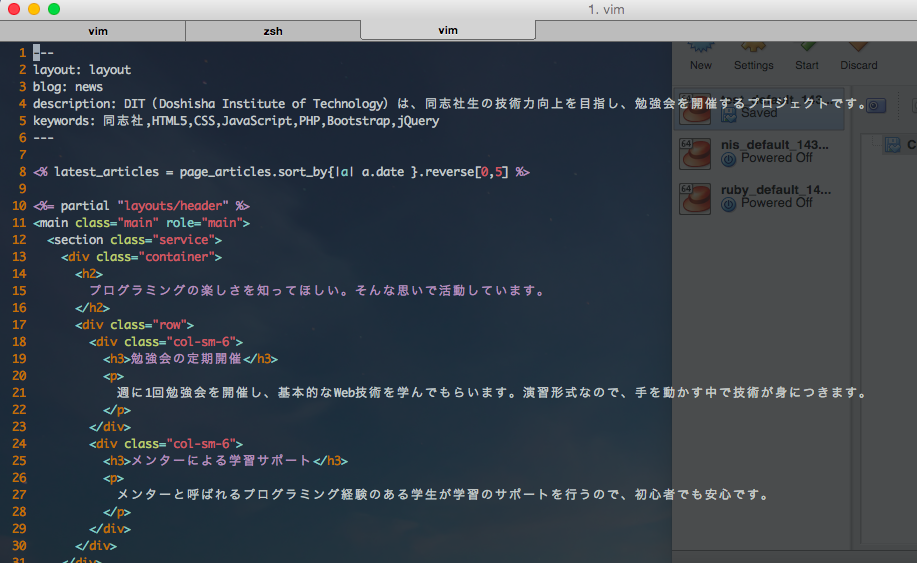 1. vim
vim
zsh
vim
1 ---
2 layout: layout
3 blog: news
4 description: DIT（Doshisha Institute of Technology）は、同志社生の技術力向上を目指し、勉強会を開催するプロジェクトです。
5 keywords: 同志社,HTML5,CSS,JavaScript,PHP,Bootstrap,jQuery
6 ---
7
8 <% latest_articles = page_articles.sort_by{|a| a.date }.reverse[0,5] %>
9
10 <%= partial "layouts/header" %>
11 <main class="main" role="main">
12   <section class="service">
13     <div class="container">
14       <h2>
15         プログラミングの楽しさを知ってほしい。そんな思いで活動しています。
16       </h2>
17       <div class="row">
18         <div class="col-sm-6">
19           <h3>勉強会の定期開催</h3>
20           <p>
21             週に1回勉強会を開催し、基本的なWeb技術を学んでもらいます。演習形式なので、手を動かす中で技術が身につきます。
22           </p>
23         </div>
24         <div class="col-sm-6">
25           <h3>メンターによる学習サポート</h3>
26           <p>
27             メンターと呼ばれるプログラミング経験のある学生が学習のサポートを行うので、初心者でも安心です。
28           </p>
29         </div>
30       </div>
31     </div>
New
Settings
Start
Discard
Saved
64
nis_default_143...
Powered Off
64
ruby_default_14...
Powered Off